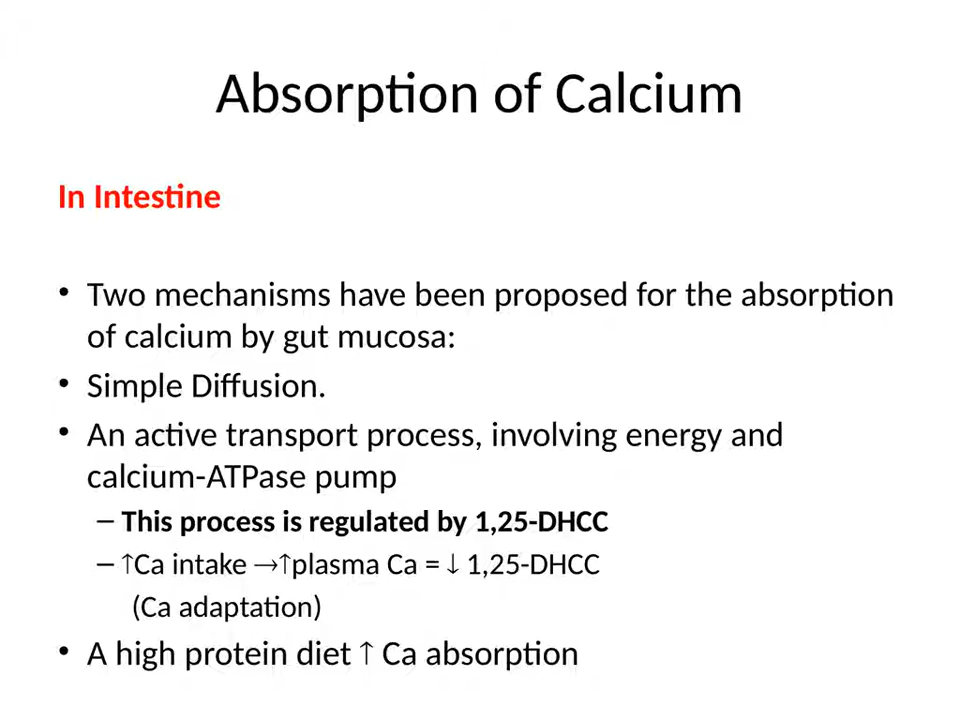 Absorption of Calcium
In Intestine
• Two mechanisms have been proposed for the absorption
of calcium by gut mucosa:
• Simple Diffusion.
• An active transport process, involving energy and
calcium-ATPase pump
– This process is regulated by 1,25-DHCC
– ↑Ca intake →↑plasma Ca = ↓ 1,25-DHCC
(Ca adaptation)
• A high protein diet ↑ Ca absorption